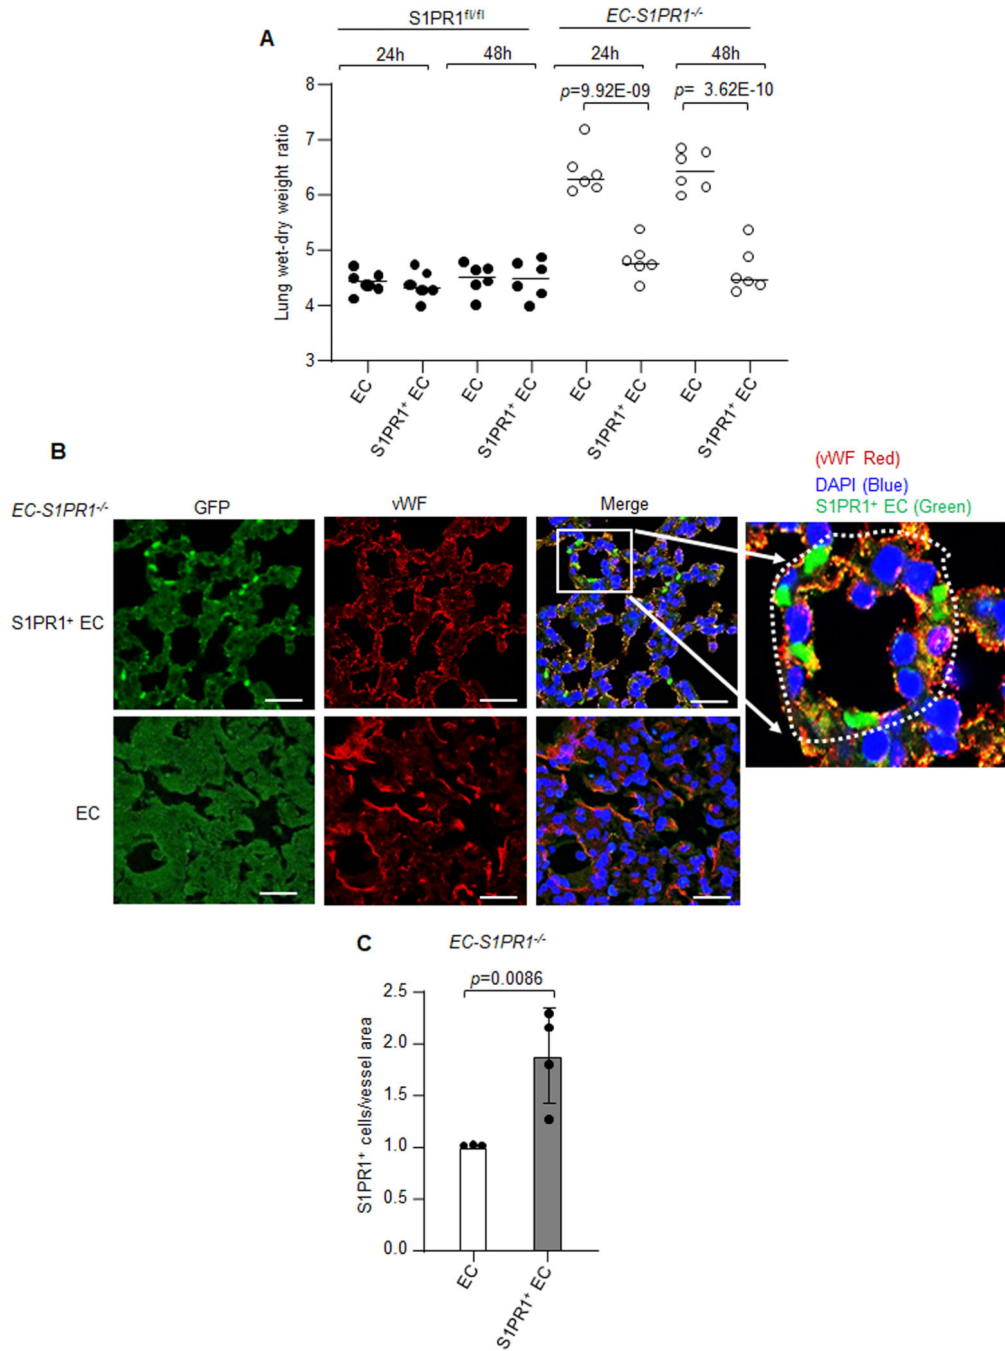 S1PR1fl/fl EC-S1PR1-/-
A
24h 48h 24h 48h
p=9.92E-09 p= 3.62E-10
Lung wet-dry weight ratio
8
7
6
5
4
3
EC S1PR1+ EC EC S1PR1+ EC EC S1PR1+ EC EC S1PR1+ EC
B
(vWF Red)
DAPI (Blue)
S1PR1+ EC (Green)
EC-S1PR1-/- GFP vWF Merge
S1PR1+ EC
EC
C
EC-S1PR1-/-
p=0.0086
S1PR1+ cells/vessel area
2.5
2.0
1.5
1.0
0.5
0.0
EC S1PR1+ EC